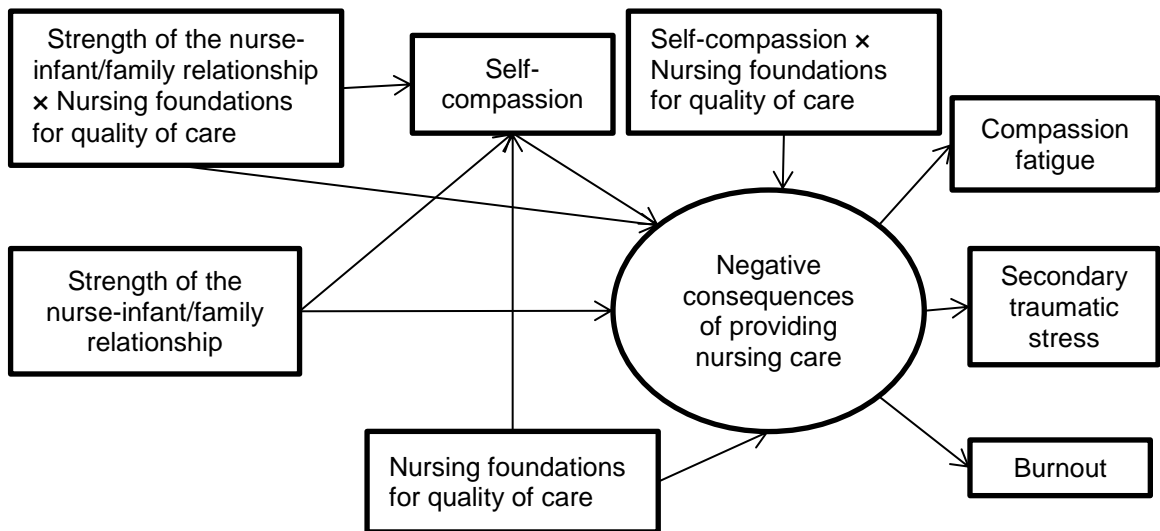 Strength of the nurse-
infant/family relationship
× Nursing foundations
for quality of care
Self-
compassion
Self-compassion ×
Nursing foundations
for quality of care
Compassion
fatigue
Strength of the
nurse-infant/family
relationship
Negative
consequences
of providing
nursing care
Secondary
traumatic
stress
Nursing foundations
for quality of care
Burnout